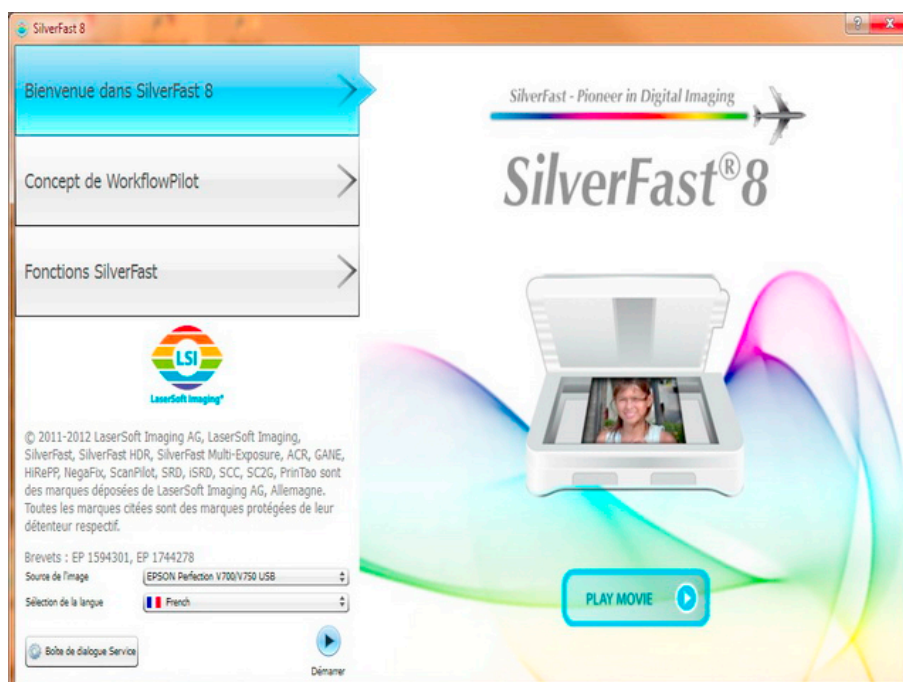 SilverFast 8
Bienvenue dans SilverFast 8
Concept de WorkflowPilot
Fonctions SilverFast
LSI
LaserSoft Imaging®
© 2011-2012 LaserSoft Imaging AG, LaserSoft Imaging,
SilverFast, SilverFast HDR, SilverFast Multi-Exposure, ACR, GANE,
HiRePP, NegaFix, ScanPilot, SRD, iSRD, SCC, SC2G, PrinTao sont
des marques déposées de LaserSoft Imaging AG, Allemagne.
Toutes les marques citées sont des marques protégées de leur
détenteur respectif.
Brevets : EP 1594301, EP 1744278
Source de l'image EPSON Perfection V700/V750 USB
Sélection de la langue French
Boîte de dialogue Service
Démarrer
SilverFast - Pioneer in Digital Imaging
SilverFast®8
PLAY MOVIE